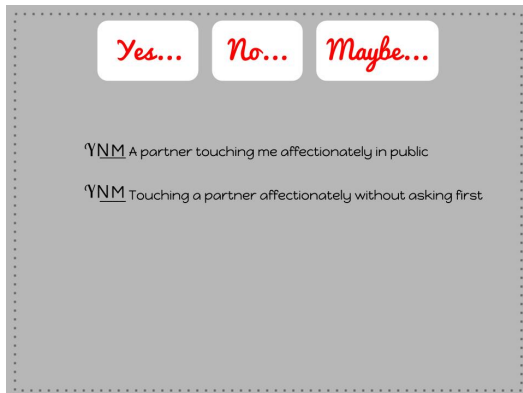 Yes... No... Maybe...
YNM A partner touching me affectionately in public
YNM Touching a partner affectionately without asking first